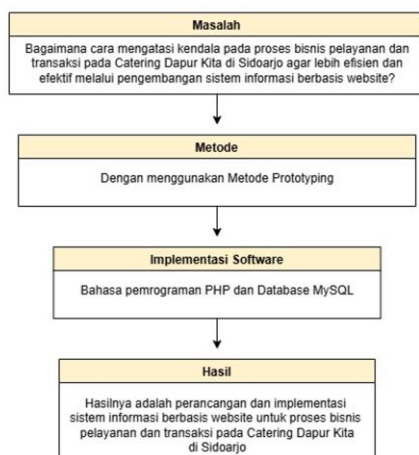 Masalah
Bagaimana cara mengatasi kendala pada proses bisnis pelayanan dan
transaksi pada Catering Dapur Kita di Sidoarjo agar lebih efisien dan
efektif melalui pengembangan sistem informasi berbasis website?
Metode
Dengan menggunakan Metode Prototyping
Implementasi Software
Bahasa pemrograman PHP dan Database MySQL
Hasil
Hasilnya adalah perancangan dan implementasi
sistem informasi berbasis website untuk proses bisnis
pelayanan dan transaksi pada Catering Dapur Kita
di Sidoarjo